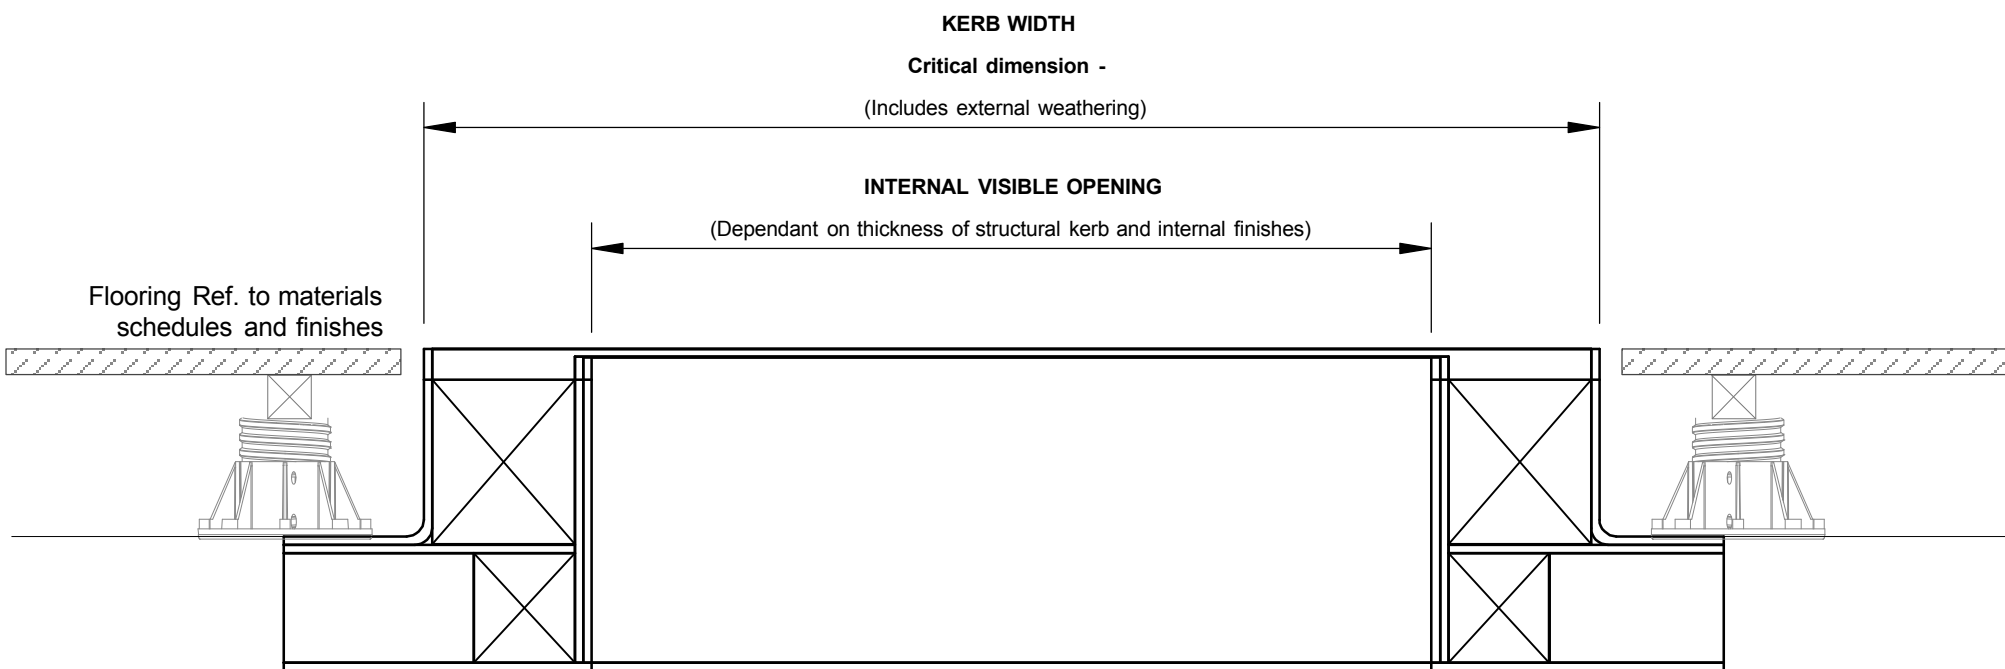 KERB WIDTH
Critical dimension -
(Includes external weathering)
INTERNAL VISIBLE OPENING
(Dependant on thickness of structural kerb and internal finishes)
Flooring Ref. to materials
schedules and finishes